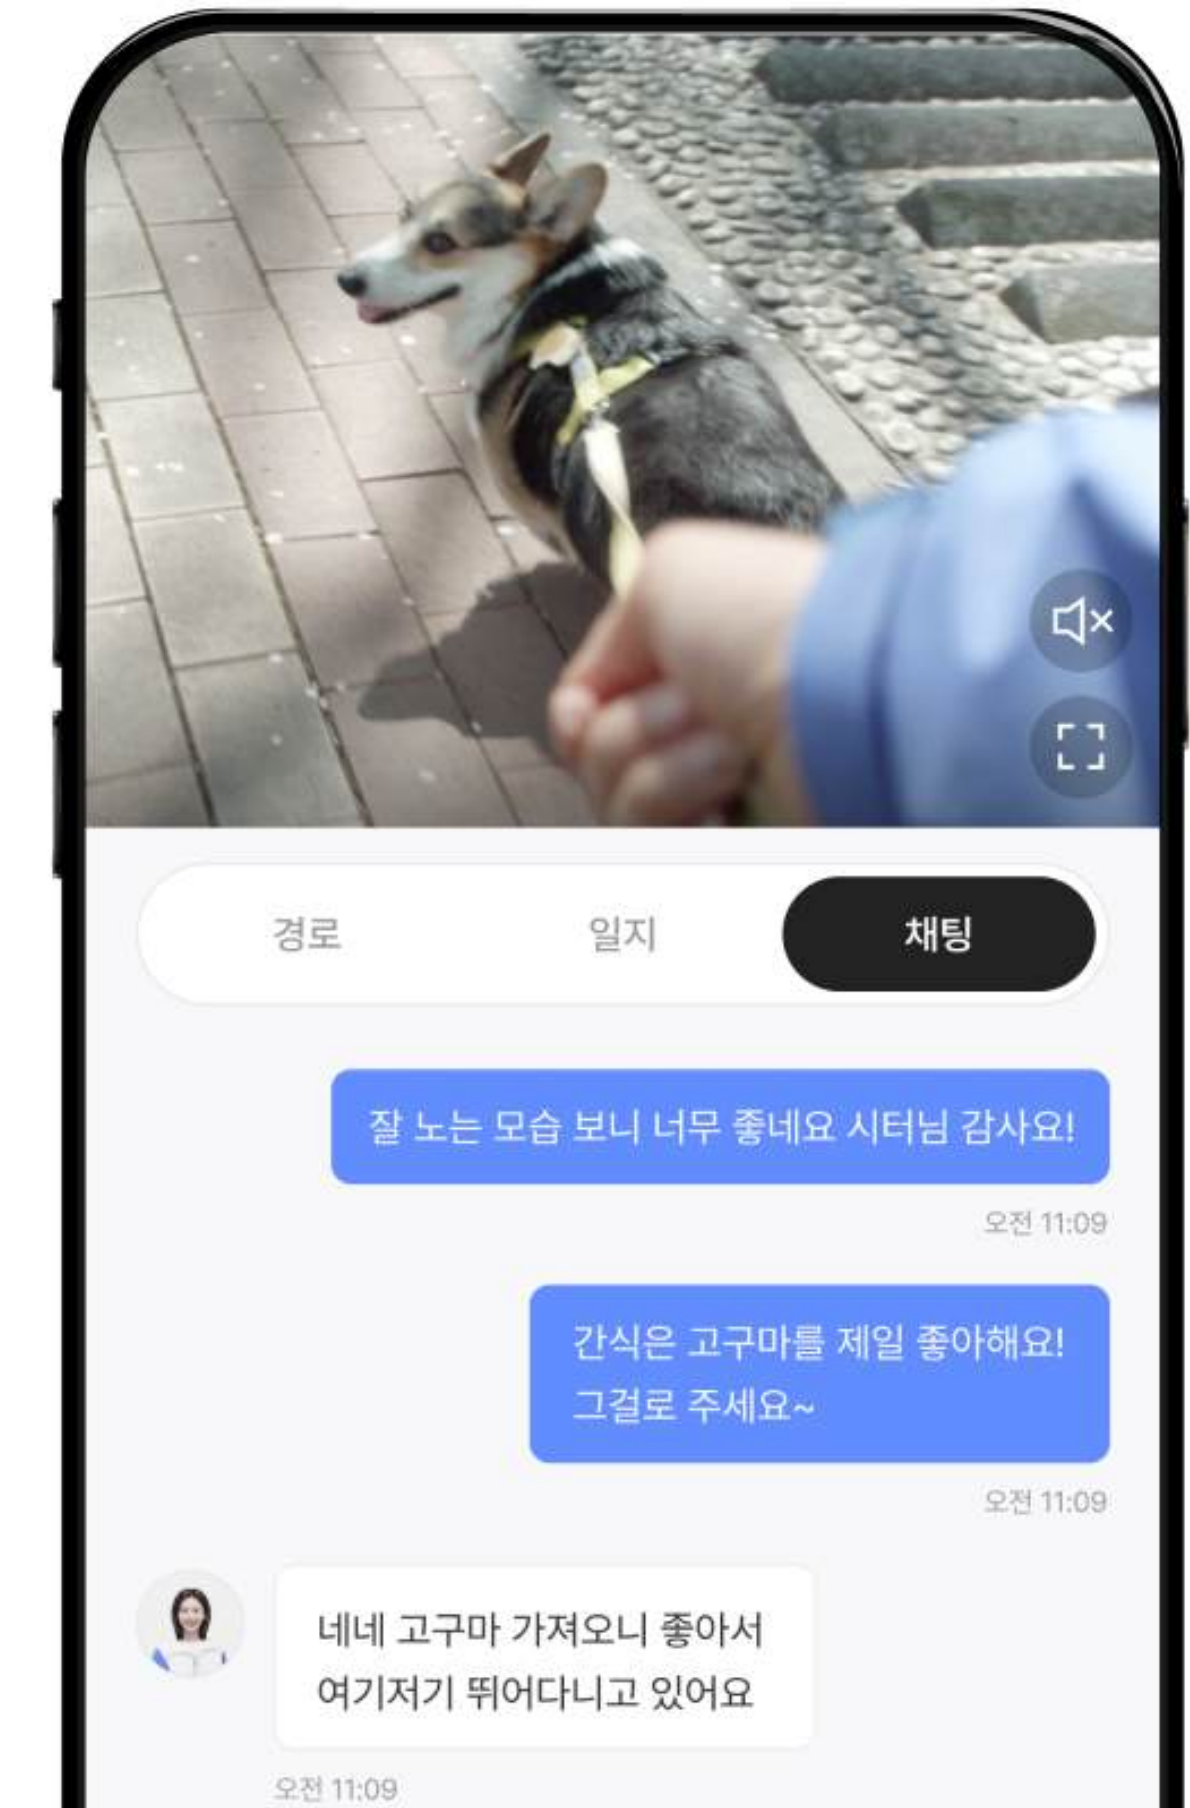 경로 일지 채팅
잘 노는 모습 보니 너무 좋네요 시터님 감사요!
오전 11:09
간식은 고구마를 제일 좋아해요!
그걸로 주세요~
오전 11:09
네네 고구마 가져오니 좋아서
여기저기 뛰어다니고 있어요
오전 11:09